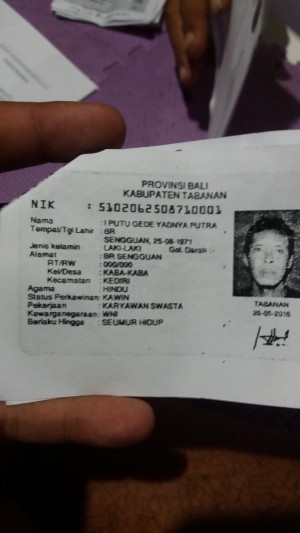 PROVINSI BALI
KABUPATEN TABANAN
NIK : 5102062508710001
Nama : I PUTU GEDE YADNYA PUTRA
Tempat/Tgl Lahir : BR
SENGGUAN, 25-08-1971
Jenis kelamin : LAKI-LAKI Gol. Darah :-
Alamat : BR SENGGUAN
RT/RW : 000/000
Kel/Desa : KABA-KABA
Kecamatan : KEDIRI
Agama : HINDU
Status Perkawinan: KAWIN
Pekerjaan : KARYAWAN SWASTA
Kewarganegaraan: WNI
Berlaku Hingga : SEUMUR HIDUP
TABANAN
26-05-2016